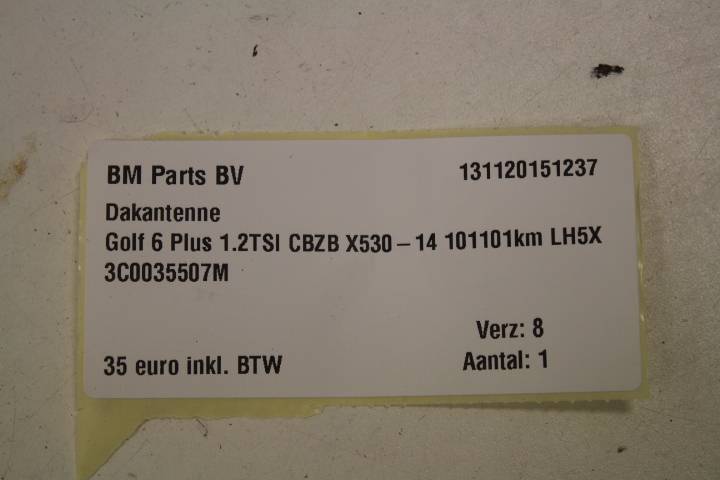 BM Parts BV 131120151237
Dakantenne
Golf 6 Plus 1.2TSI CBZB X530 – 14 101101km LH5X
3C0035507M
Verz: 8
35 euro inkl. BTW Aantal: 1